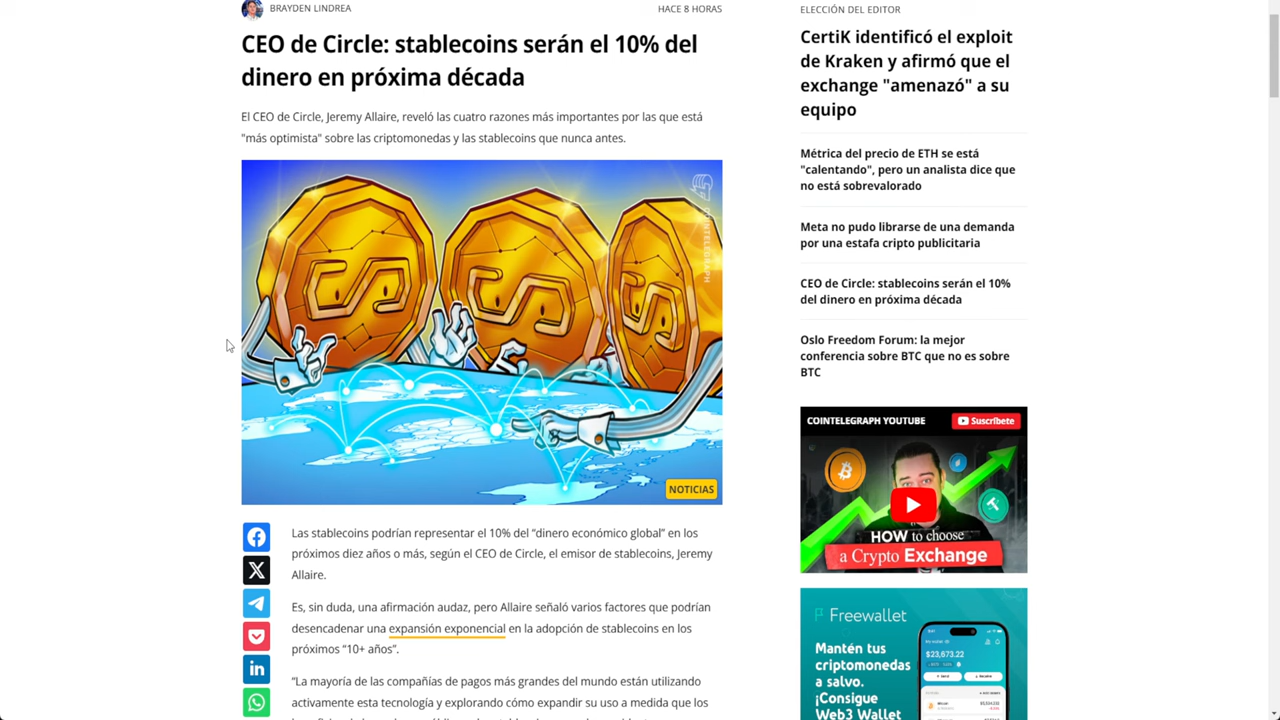 BRAYDEN LINDREA
HACE 8 HORAS
CEO de Circle: stablecoins serán el 10% del
dinero en próxima década
El CEO de Circle, Jeremy Allaire, reveló las cuatro razones más importantes por las que está
"más optimista" sobre las criptomonedas y las stablecoins que nunca antes.
COINTELEGRAPH
NOTICIAS
Las stablecoins podrían representar el 10% del “dinero económico global” en los
próximos diez años o más, según el CEO de Circle, el emisor de stablecoins, Jeremy
Allaire.
Es, sin duda, una afirmación audaz, pero Allaire señaló varios factores que podrían
desencadenar una expansión exponencial en la adopción de stablecoins en los
próximos “10+ años”.
"La mayoría de las compañías de pagos más grandes del mundo están utilizando
activamente esta tecnología y explorando cómo expandir su uso a medida que los
ELECCIÓN DEL EDITOR
CertiK identificó el exploit
de Kraken y afirmó que el
exchange "amenazó" a su
equipo
Métrica del precio de ETH se está
"calentando", pero un analista dice que
no está sobrevalorado
Meta no pudo librarse de una demanda
por una estafa cripto publicitaria
CEO de Circle: stablecoins serán el 10%
del dinero en próxima década
Oslo Freedom Forum: la mejor
conferencia sobre BTC que no es sobre
BTC
COINTELEGRAPH YOUTUBE
Suscríbete
HOW to choose
a Crypto Exchange
Freewallet
Mantén tus
criptomonedas
a salvo.
¡Consigue
Web3 Wallet
$23,673.22